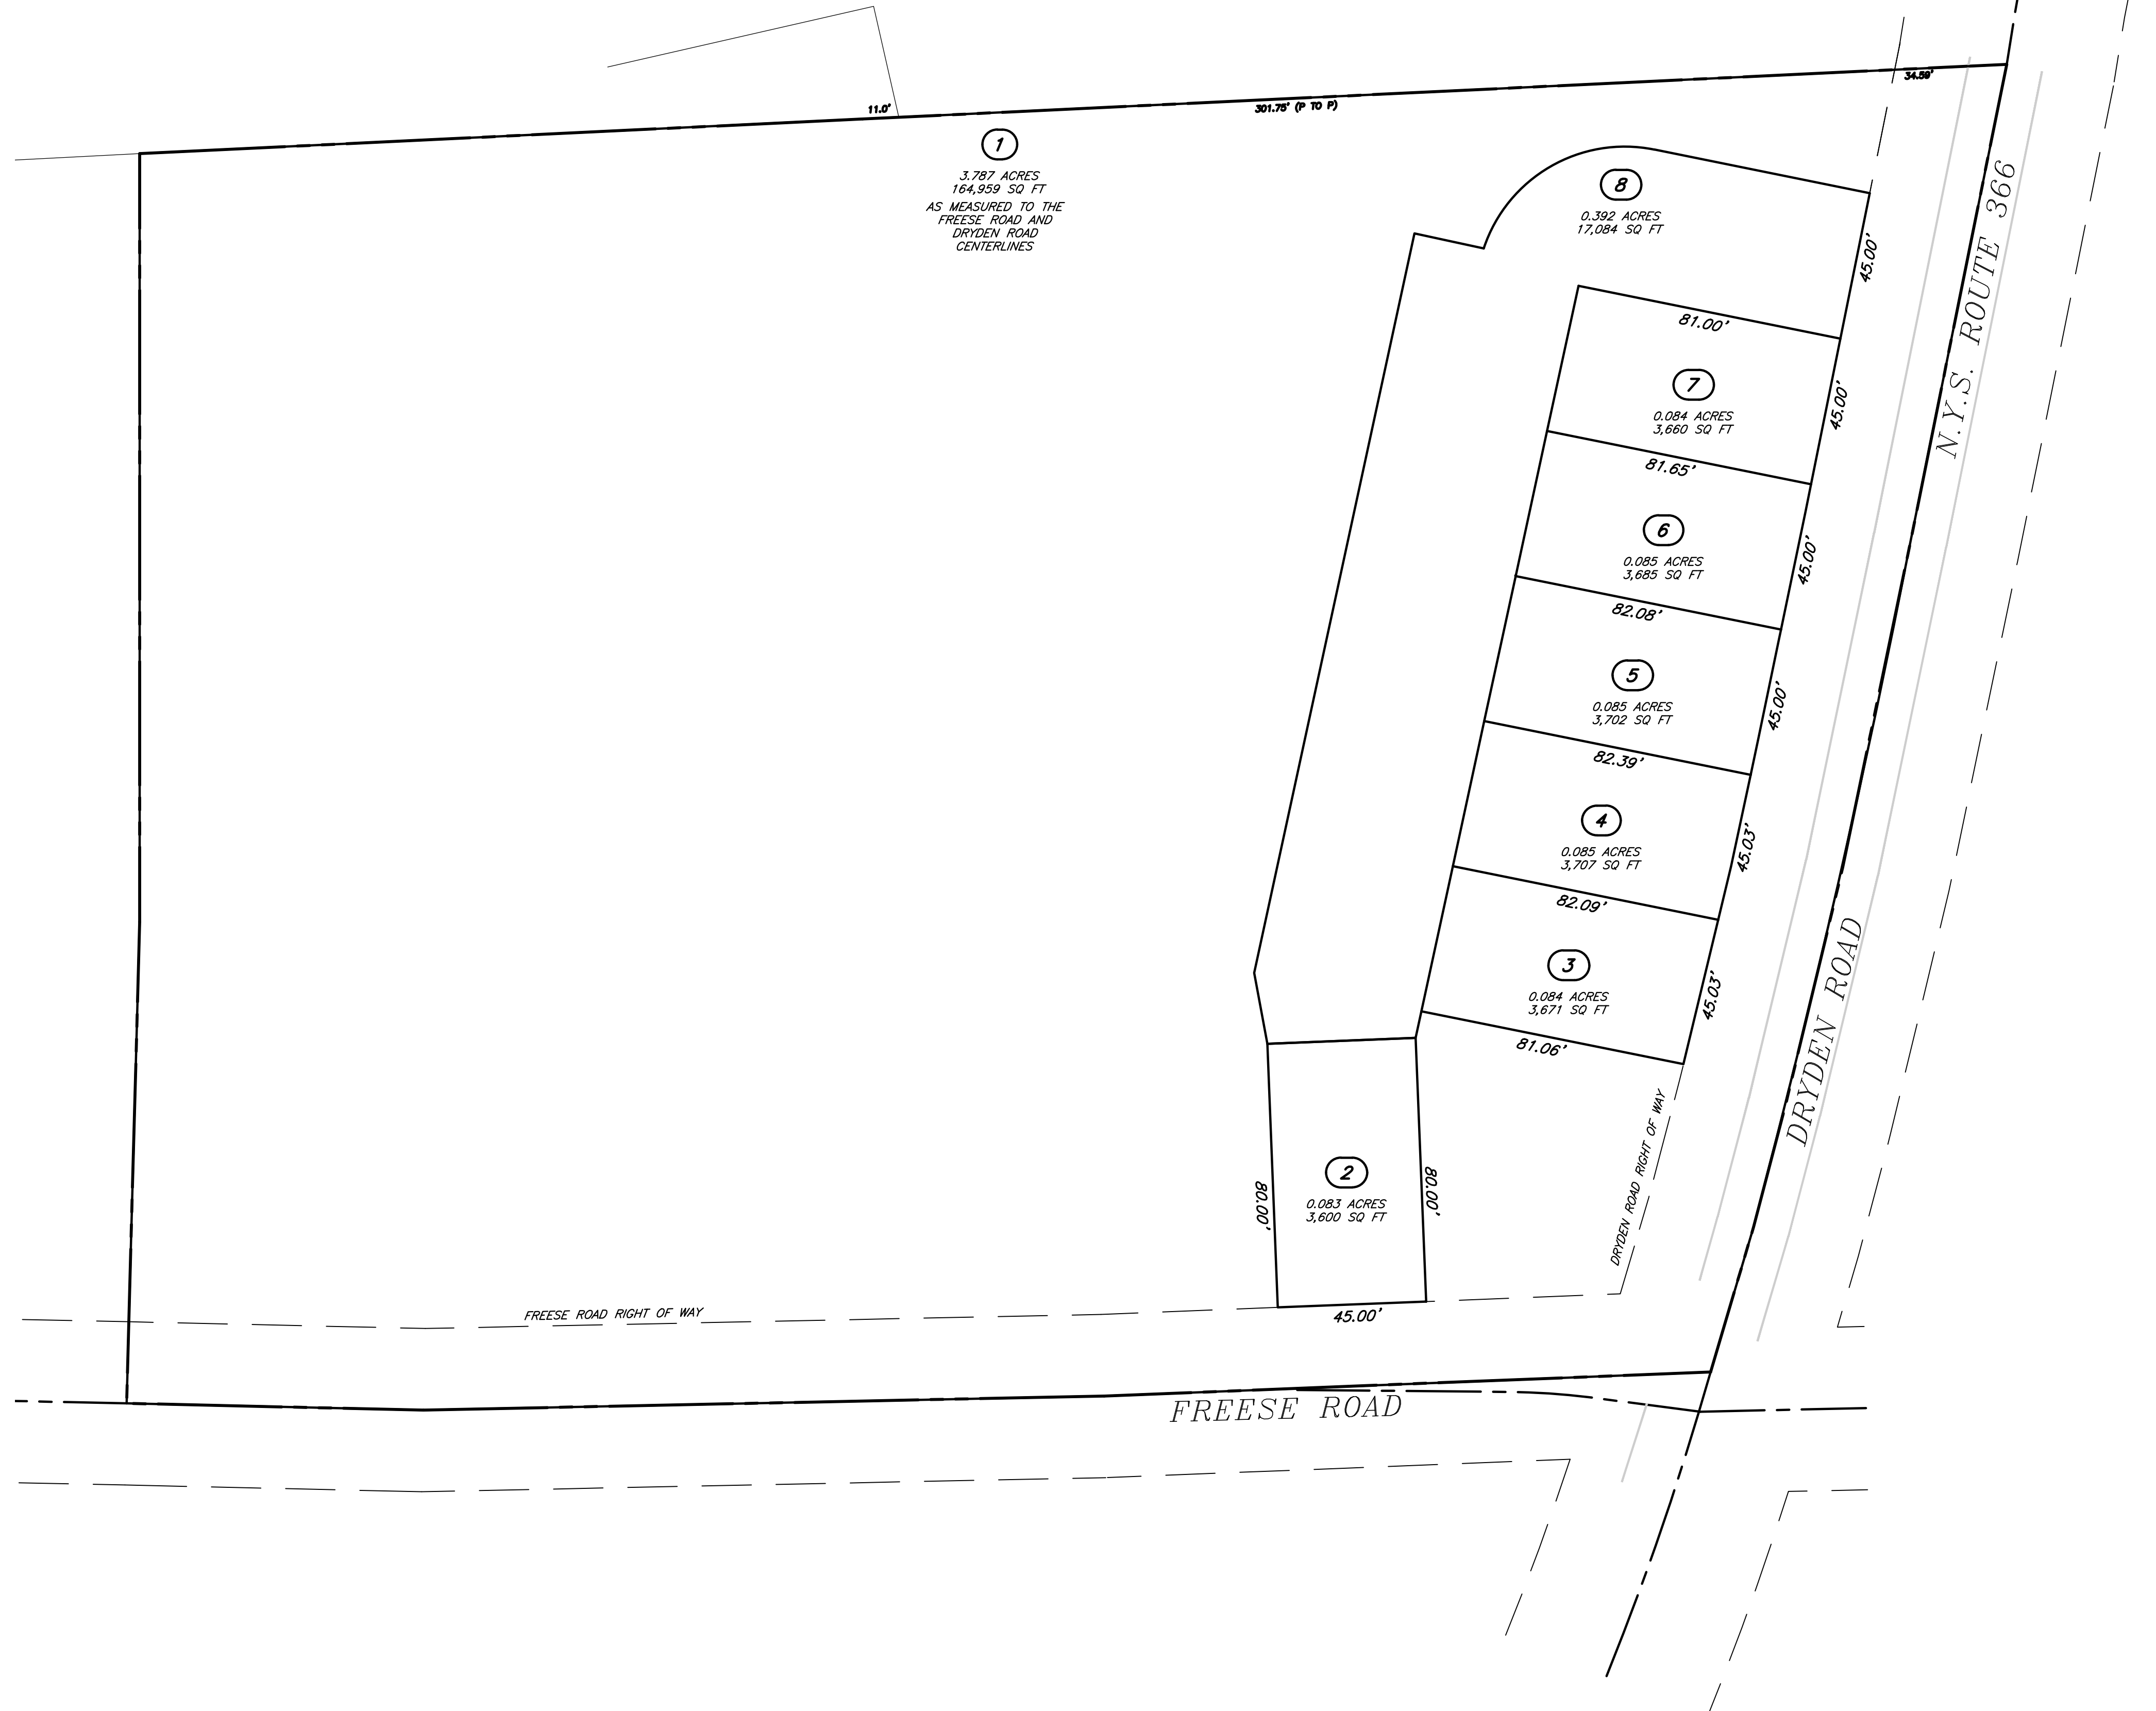 34.59'
11.0'
301.75' (P TO P)
1
3.787 ACRES
164,959 SQ FT
AS MEASURED TO THE
FREESE ROAD AND
DRYDEN ROAD
CENTERLINES
8
0.392 ACRES
17,084 SQ FT
45.00'
N.Y.S. ROUTE 366
81.00'
7
0.084 ACRES
3,660 SQ FT
45.00'
81.65'
6
0.085 ACRES
3,685 SQ FT
45.00'
82.08'
5
0.085 ACRES
3,702 SQ FT
45.00'
82.39'
4
0.085 ACRES
3,707 SQ FT
45.03'
82.09'
3
0.084 ACRES
3,671 SQ FT
45.03'
81.06'
DRYDEN ROAD
DRYDEN ROAD RIGHT OF WAY
2
0.083 ACRES
3,600 SQ FT
80.00'
80.00'
FREESE ROAD RIGHT OF WAY
45.00'
FREESE ROAD